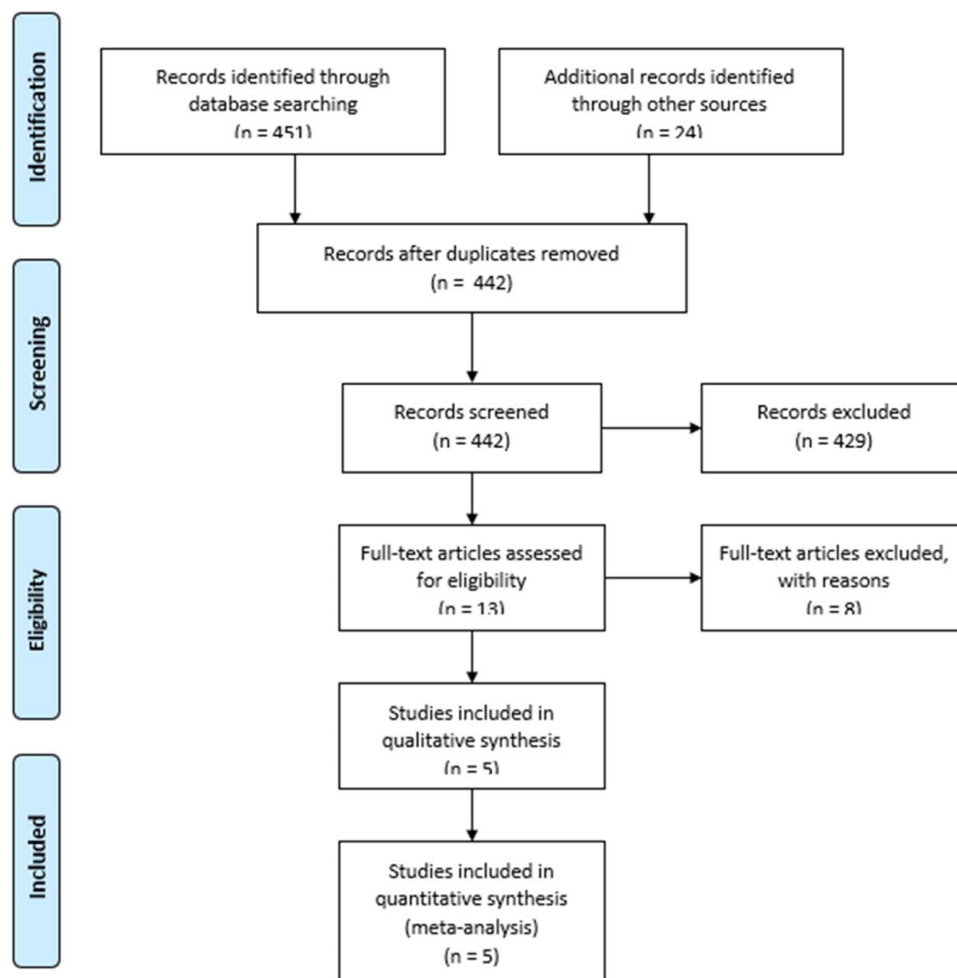 Identification
Records identified through
database searching
(n = 451)
Additional records identified
through other sources
(n = 24)
Records after duplicates removed
(n = 442)
Screening
Records screened
(n = 442)
Records excluded
(n = 429)
Eligibility
Full-text articles assessed
for eligibility
(n = 13)
Full-text articles excluded,
with reasons
(n = 8)
Studies included in
qualitative synthesis
(n = 5)
Included
Studies included in
quantitative synthesis
(meta-analysis)
(n = 5)